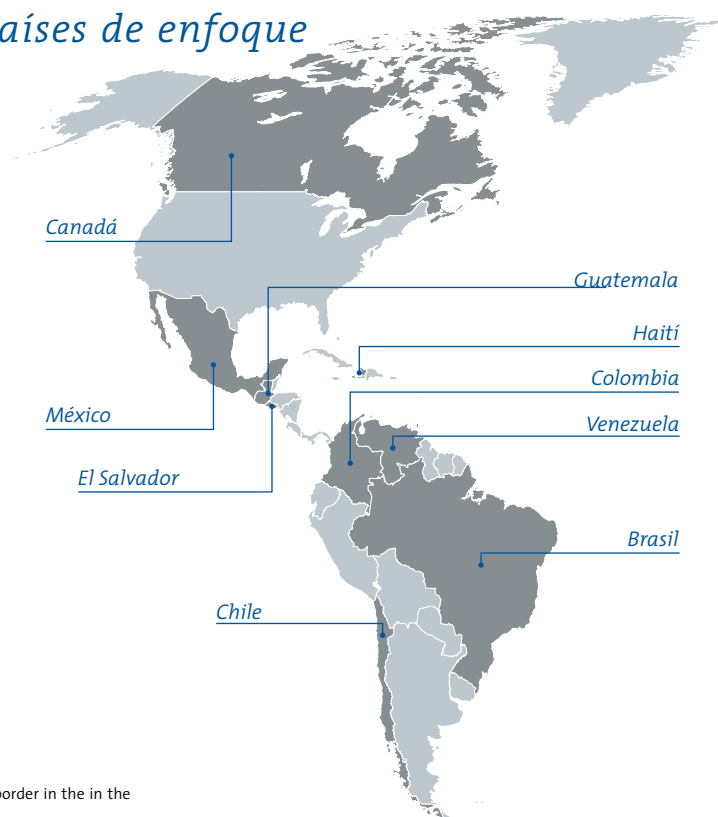 aíses de enfoque
Canadá
Guatemala
Haití
Colombia
México
Venezuela
El Salvador
Brasil
Chile
order in the in the